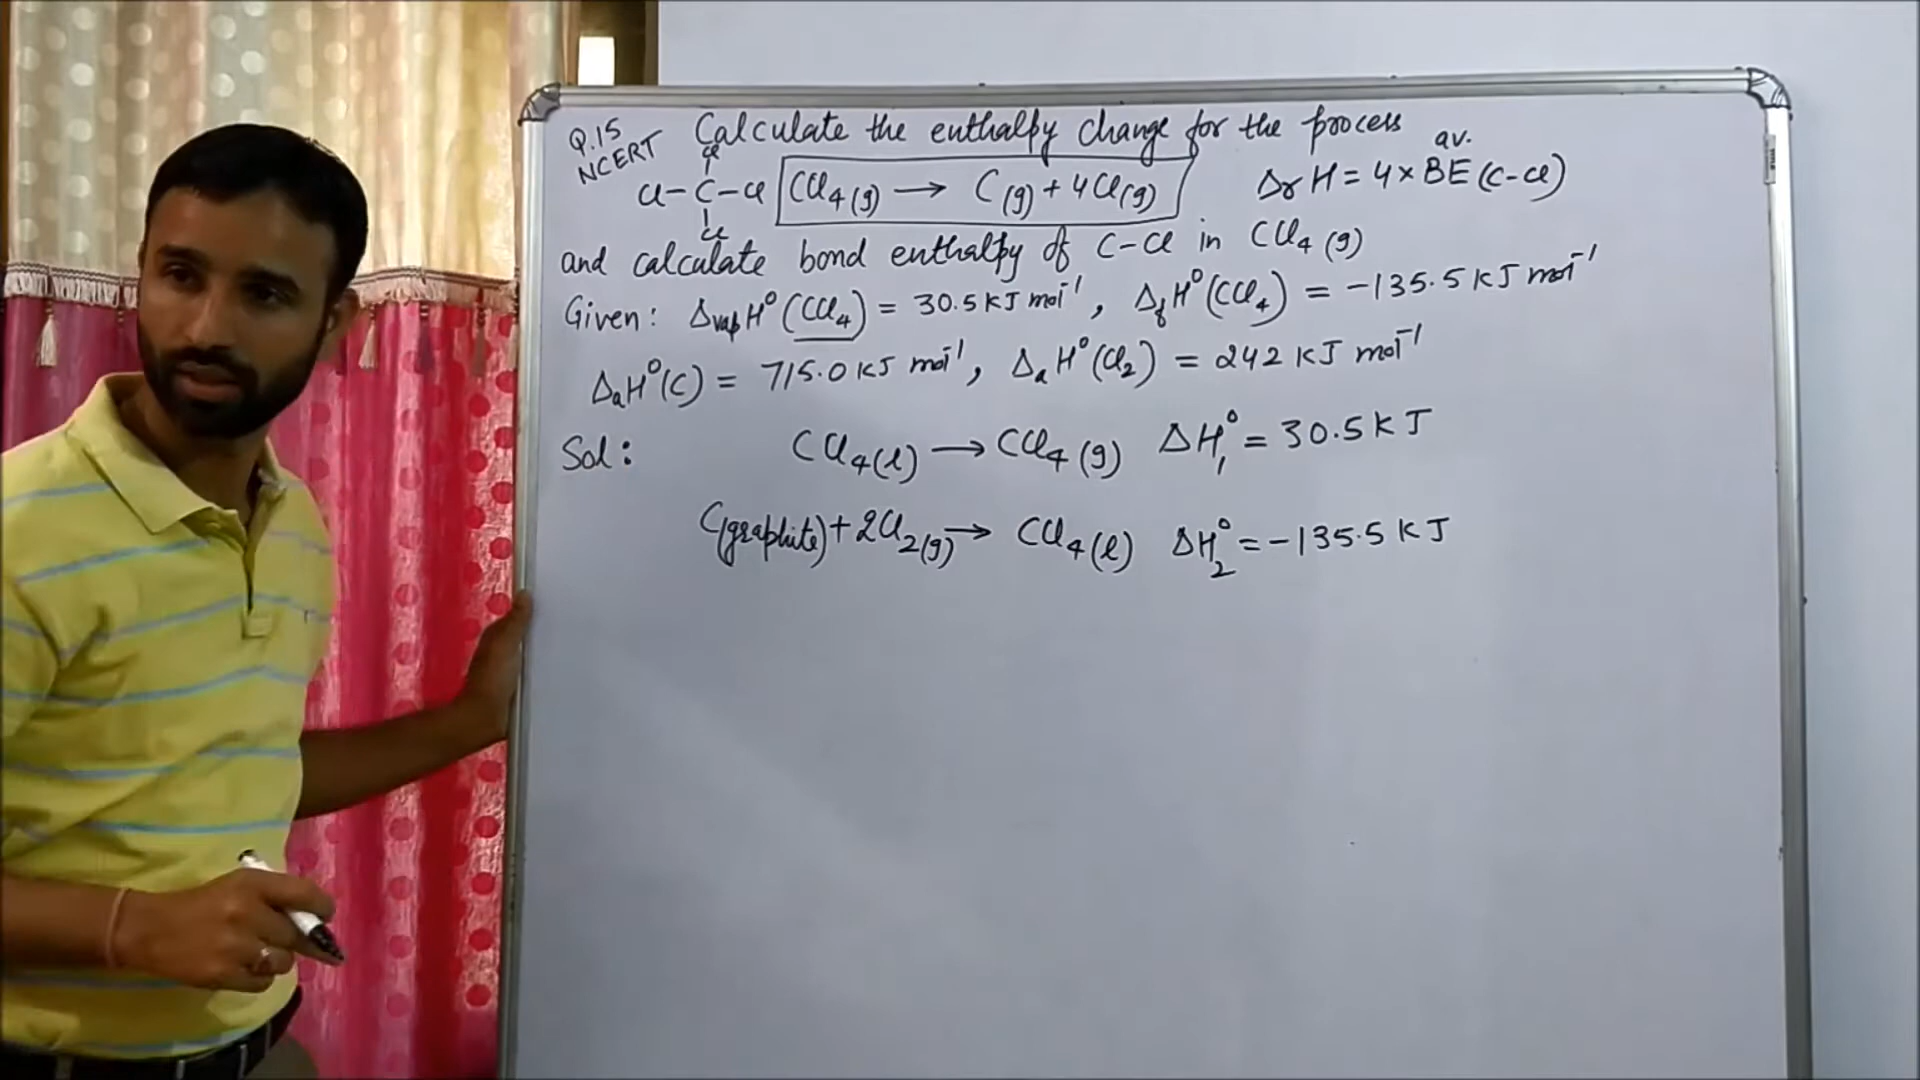 Q.15 Calculate the enthalpy change for the process
NCERT
Cl
Cl-C-Cl CCl4(g) → C(g) + 4Cl(g) ΔrH = 4 × av. BE (C-Cl)
Cl
and calculate bond enthalpy of C-Cl in CCl4(g)
Given: ΔvapH°(CCl4) = 30.5 kJ mol⁻¹, ΔfH°(CCl4) = -135.5 kJ mol⁻¹
ΔaH°(C) = 715.0 kJ mol⁻¹, ΔaH°(Cl2) = 242 kJ mol⁻¹
Sol: CCl4(l) → CCl4(g) ΔH₁° = 30.5 kJ
C(graphite) + 2Cl2(g) → CCl4(l) ΔH₂° = -135.5 kJ